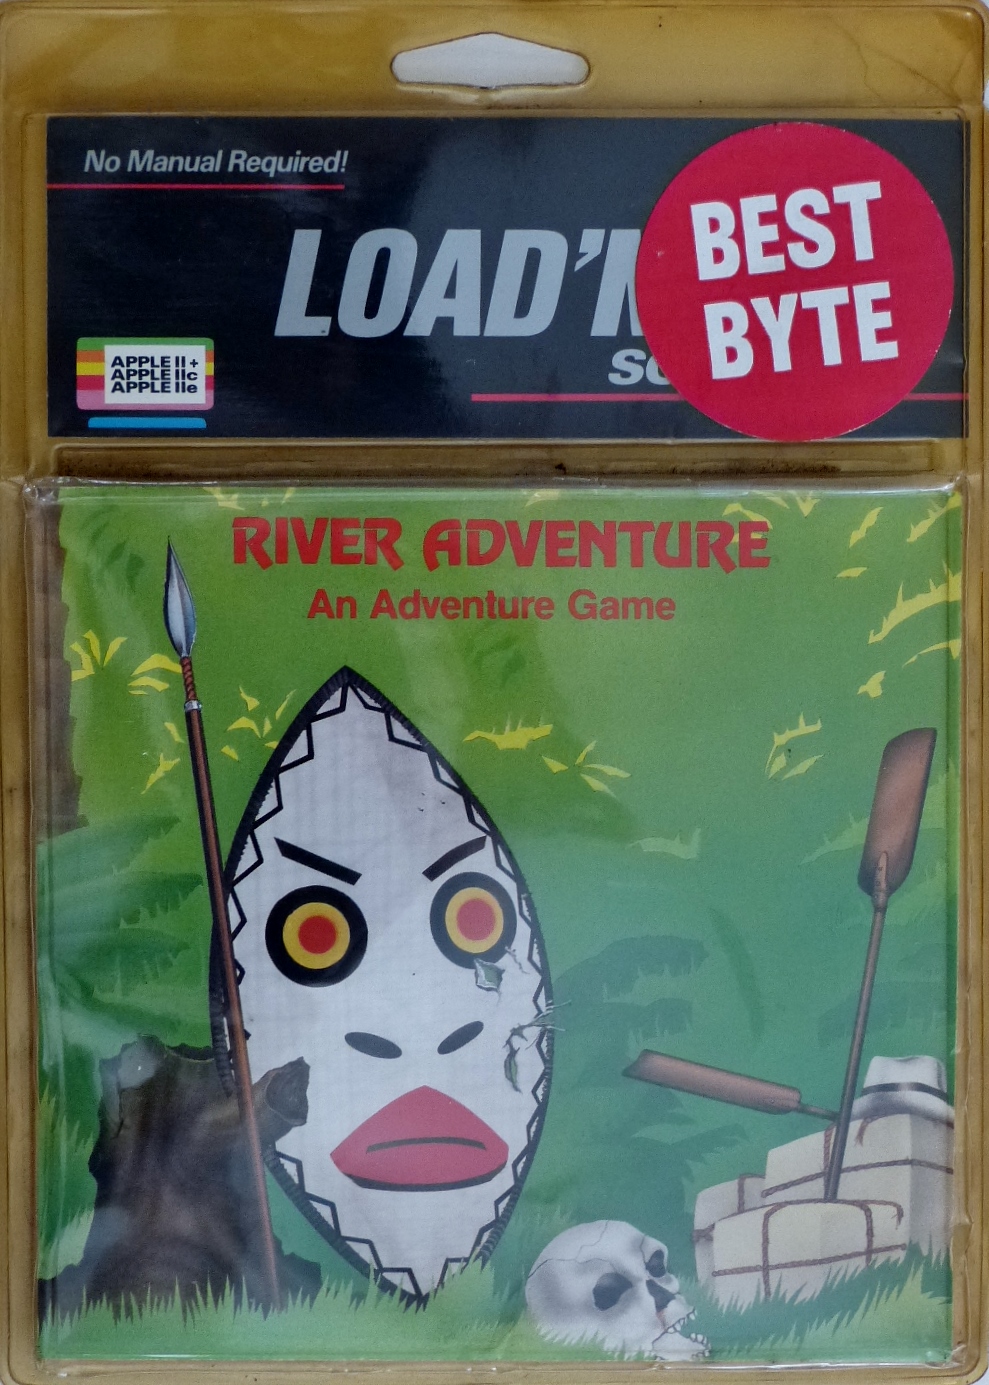 No Manual Required!
LOAD'
BEST
BYTE
APPLE II+
APPLE IIc
APPLE IIe
RIVER ADVENTURE
An Adventure Game